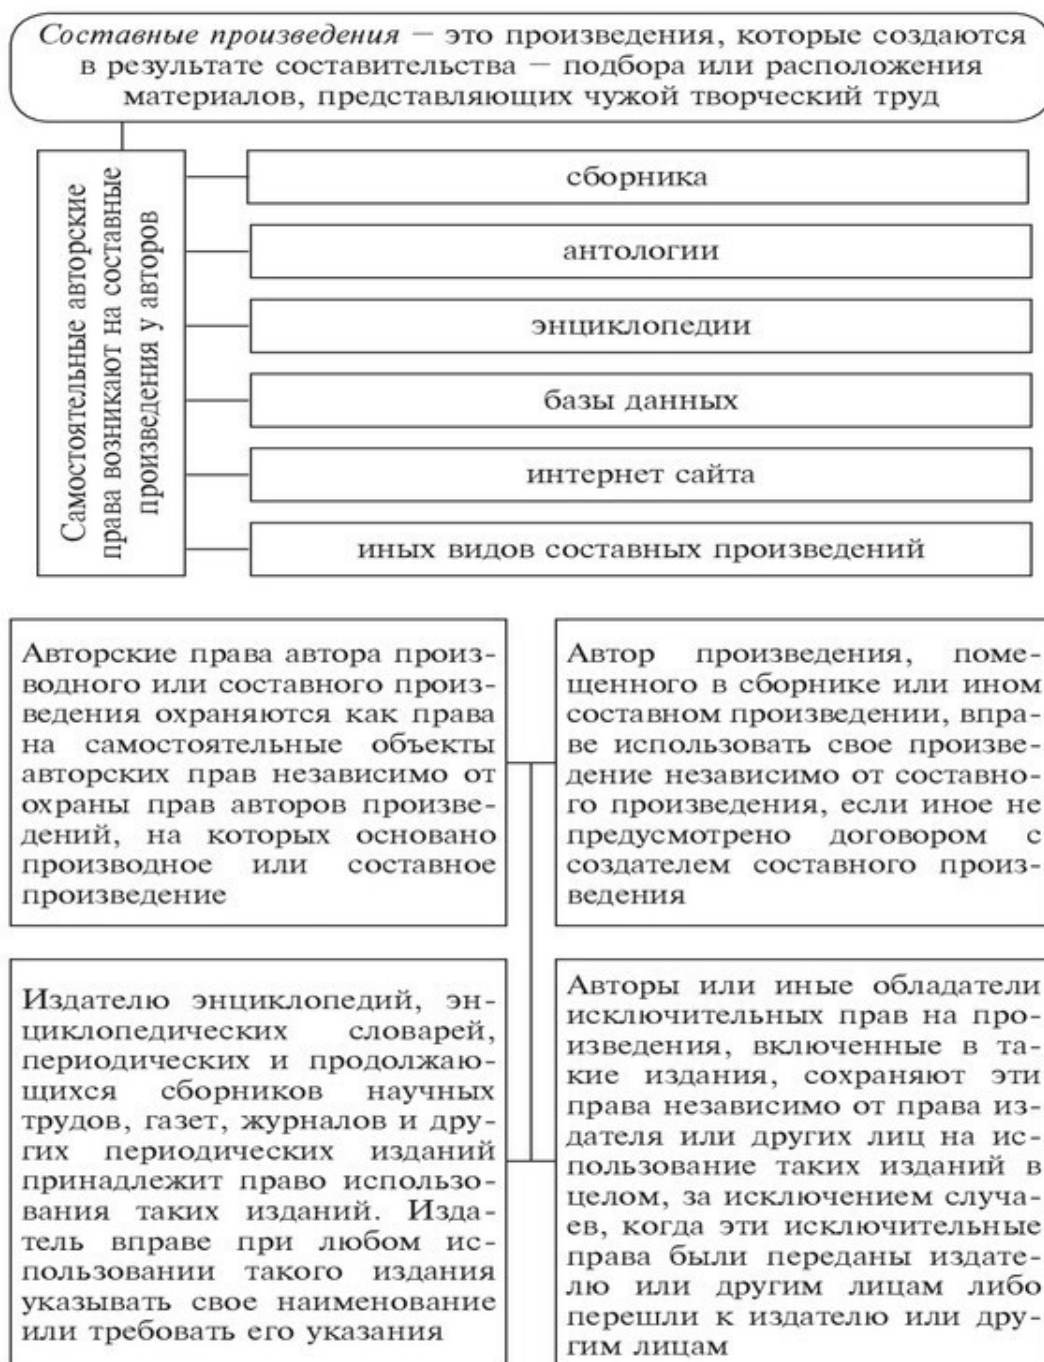 Составные произведения – это произведения, которые создаются
в результате составительства – подбора или расположения
материалов, представляющих чужой творческий труд
Самостоятельные авторские
права возникают на составные
произведения у авторов
сборника
антологии
энциклопедии
базы данных
интернет сайта
иных видов составных произведений
Авторские права автора произ-
водного или составного произ-
ведения охраняются как права
на самостоятельные объекты
авторских прав независимо от
охраны прав авторов произве-
дений, на которых основано
производное или составное
произведение
Автор произведения, поме-
щенного в сборнике или ином
составном произведении, впра-
ве использовать свое произве-
дение независимо от составно-
го произведения, если иное не
предусмотрено договором с
создателем составного произ-
ведения
Издателю энциклопедий, эн-
циклопедических словарей,
периодических и продолжаю-
щихся сборников научных
трудов, газет, журналов и дру-
гих периодических изданий
принадлежит право использо-
вания таких изданий. Изда-
тель вправе при любом ис-
пользовании такого издания
указывать свое наименование
или требовать его указания
Авторы или иные обладатели
исключительных прав на про-
изведения, включенные в та-
кие издания, сохраняют эти
права независимо от права из-
дателя или других лиц на ис-
пользование таких изданий в
целом, за исключением случа-
ев, когда эти исключительные
права были переданы издате-
лю или другим лицам либо
перешли к издателю или дру-
гим лицам